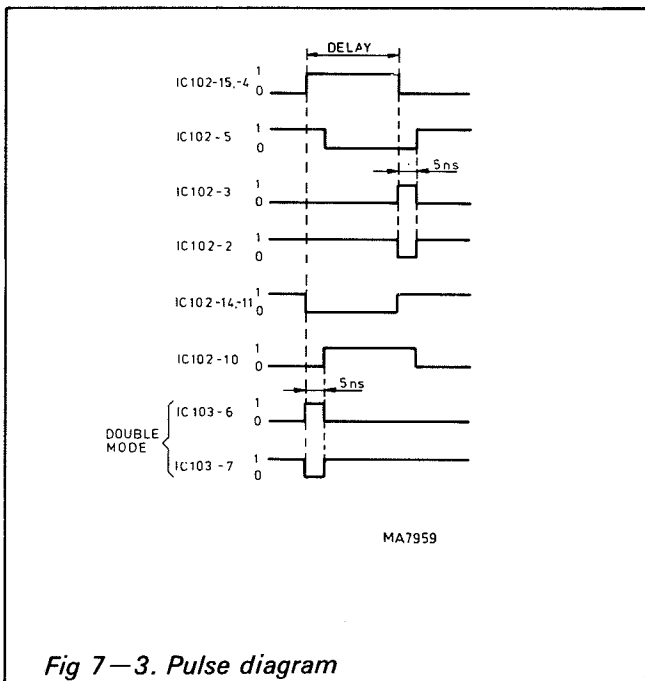 DELAY
IC102-15,-4 1
0
IC102-5 1
0
5ns
IC102-3 1
0
IC102-2 1
0
IC102-14,-11 1
0
IC102-10 1
0
5ns
DOUBLE MODE
IC103-6 1
0
IC103-7 1
0
MA7959
Fig 7—3. Pulse diagram